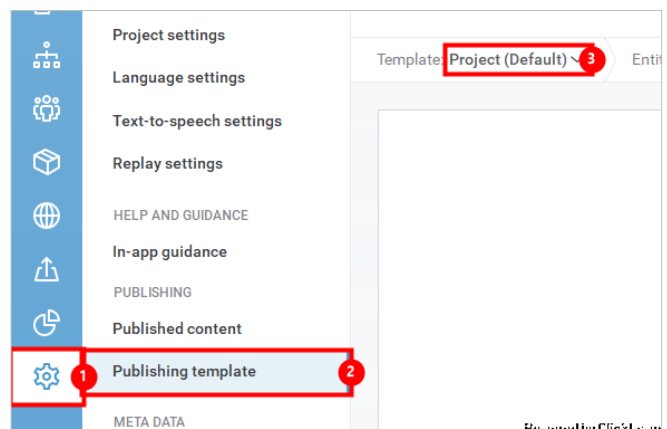 Project settings
Language settings
Text-to-speech settings
Replay settings
HELP AND GUIDANCE
In-app guidance
PUBLISHING
Published content
1
Publishing template
2
META DATA
Template: Project (Default) 3